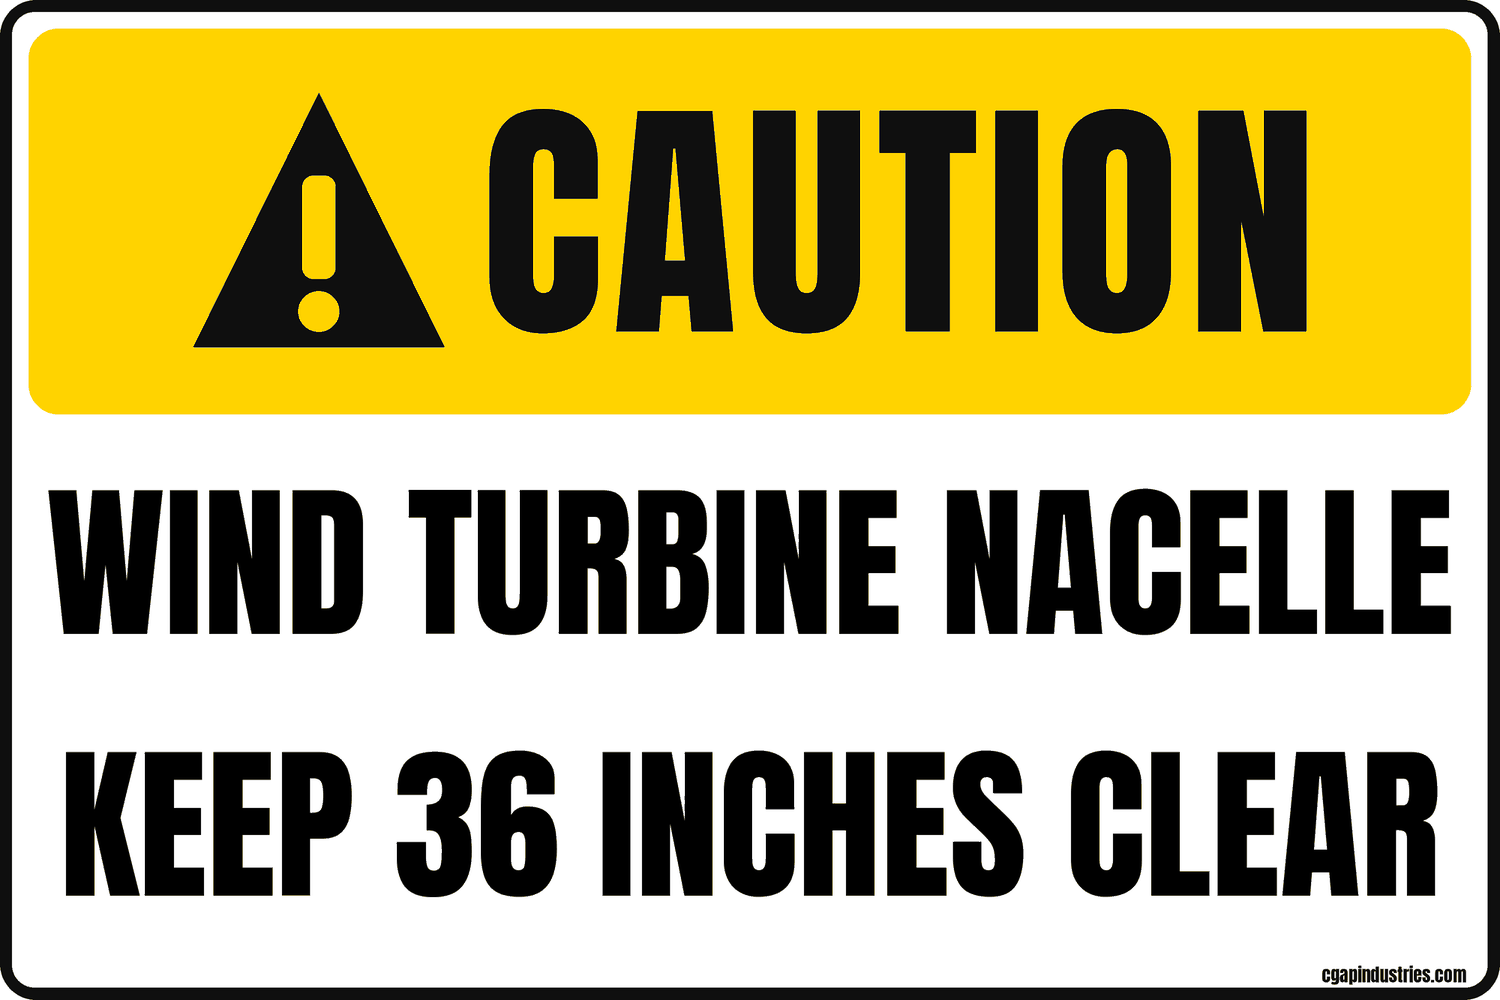 CAUTION
WIND TURBINE NACELLE
KEEP 36 INCHES CLEAR
cgapindustries.com